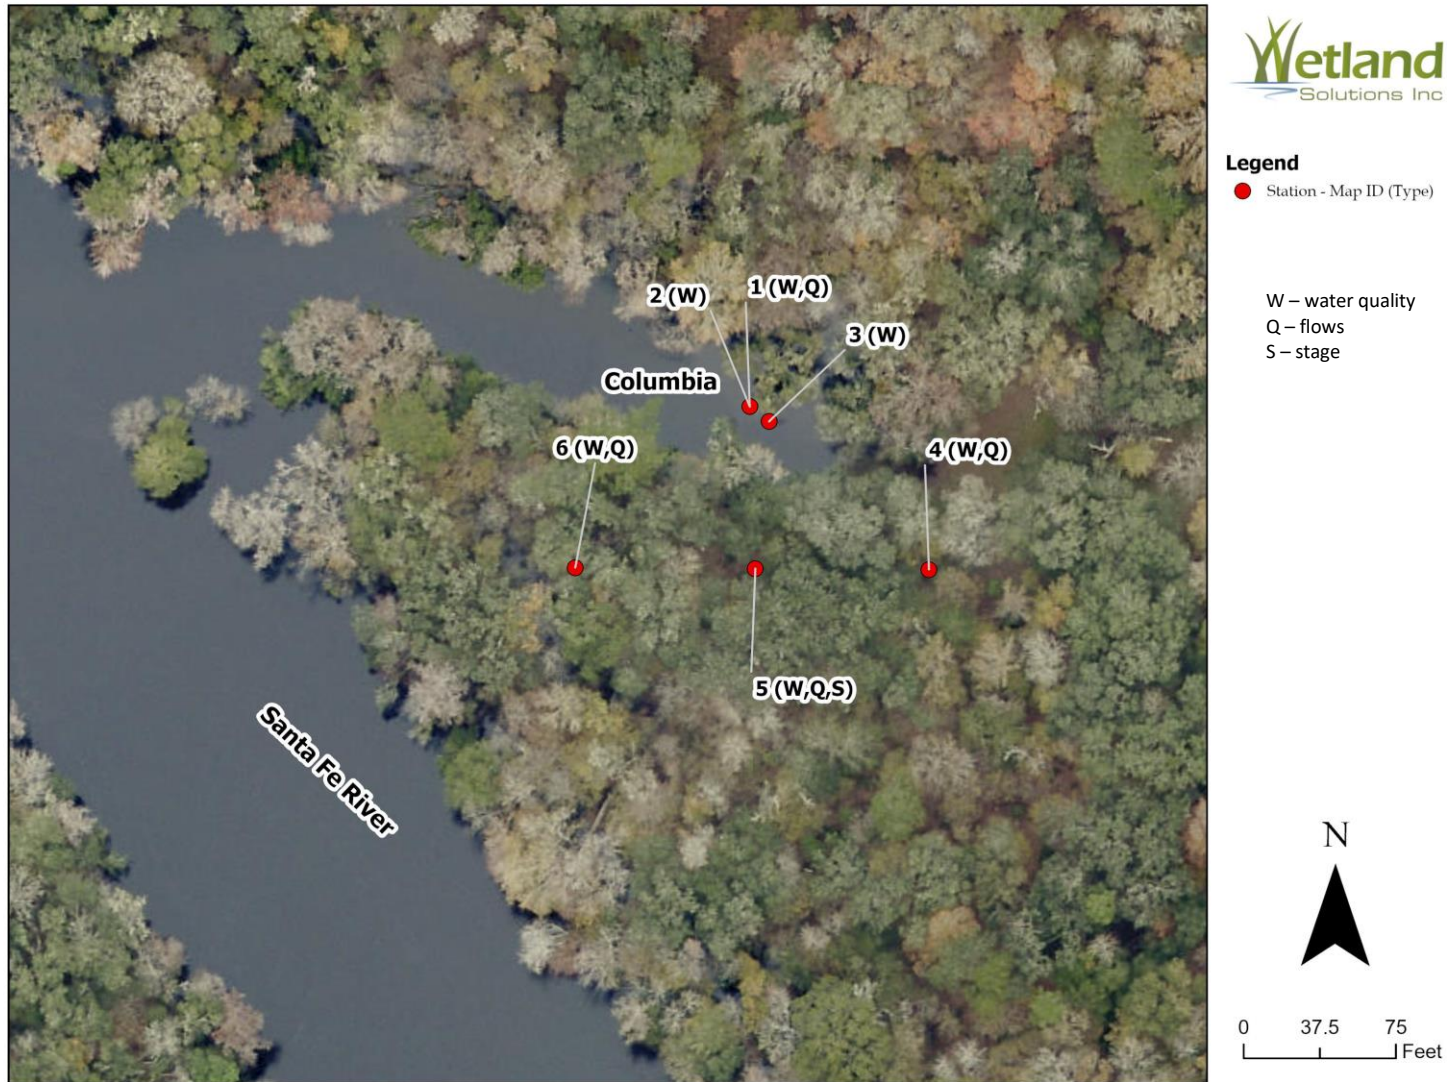 Wetland
Solutions Inc
Legend
Station - Map ID (Type)
W – water quality
Q – flows
S – stage
2 (W)
1 (W,Q)
3 (W)
Columbia
6 (W,Q)
4 (W,Q)
5 (W,Q,S)
Santa Fe River
N
0 37.5 75
Feet